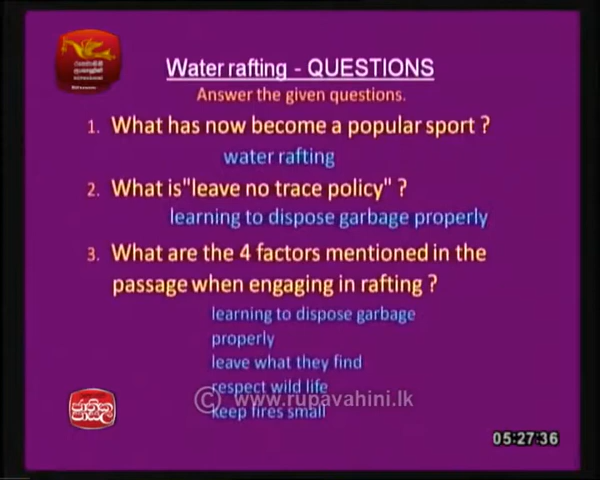 Water rafting - QUESTIONS
Answer the given questions.
1. What has now become a popular sport ?
water rafting
2. What is"leave no trace policy" ?
learning to dispose garbage properly
3. What are the 4 factors mentioned in the
passage when engaging in rafting ?
learning to dispose garbage
properly
leave what they find
respect wild life
© www.rupavahini.lk
keep fires small
ජාතික
පාසල
05:27:36